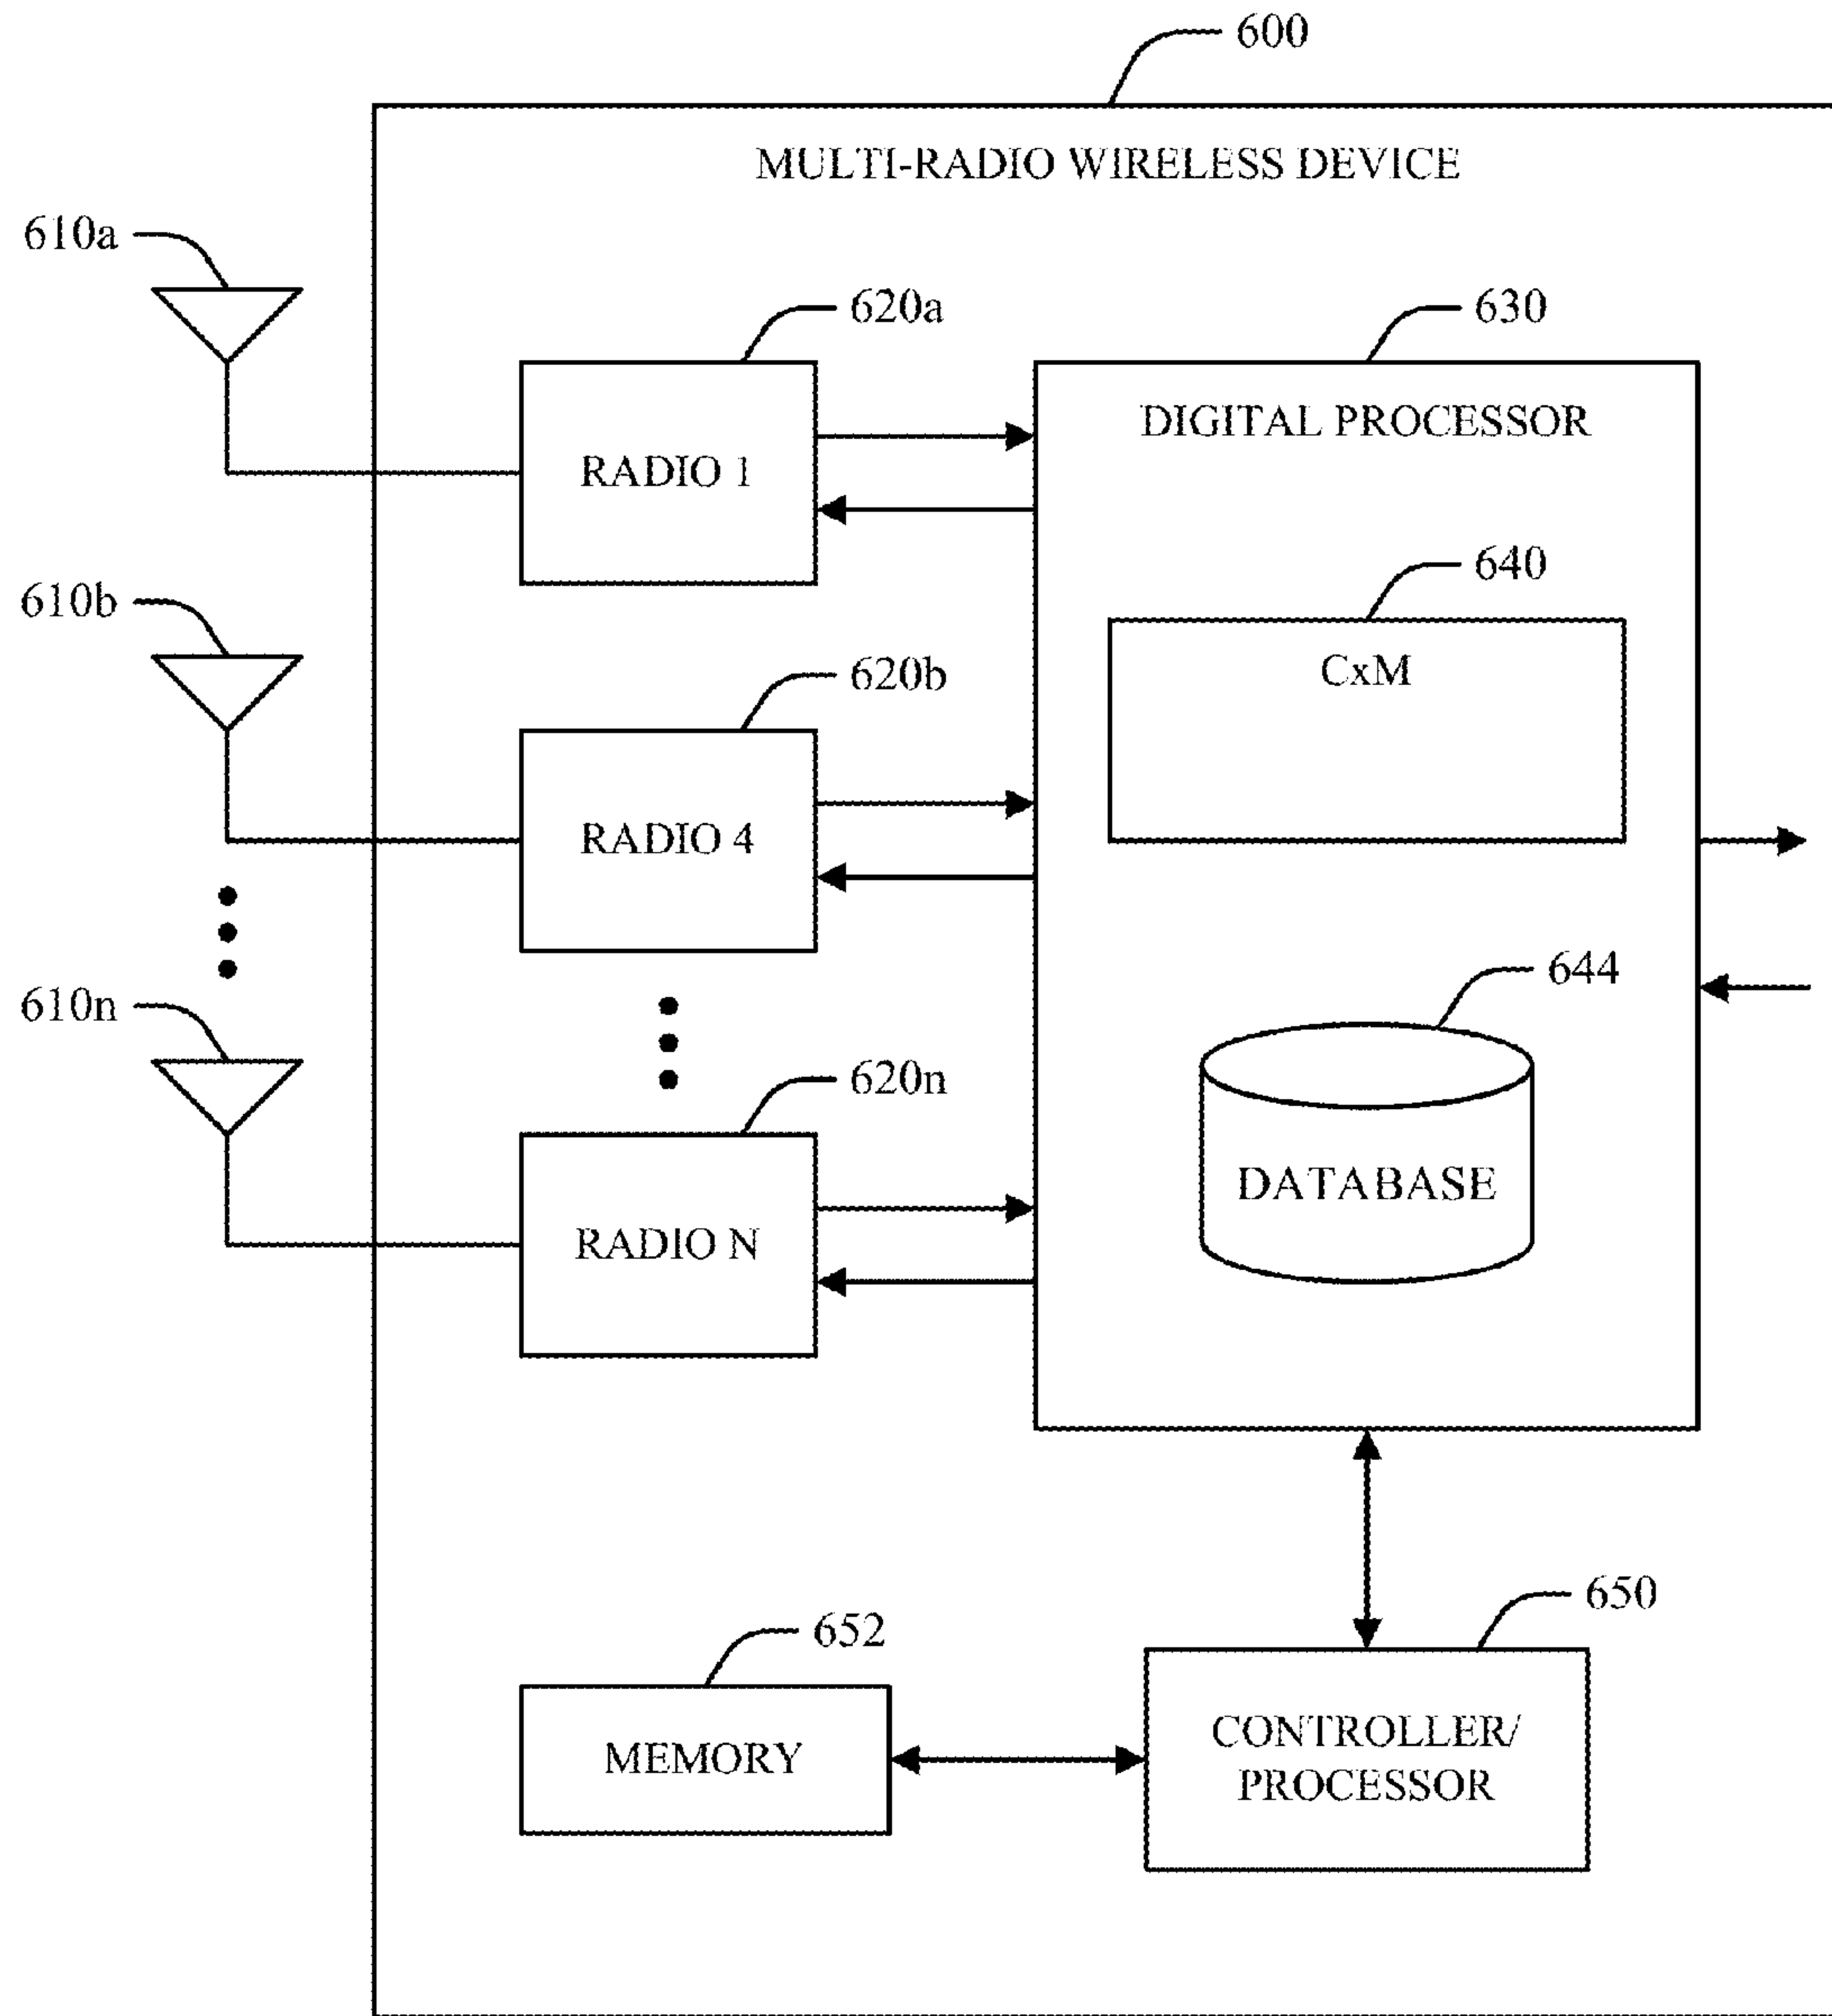 600
MULTI-RADIO WIRELESS DEVICE
610a
620a
630
DIGITAL PROCESSOR
RADIO 1
640
610b
CxM
620b
RADIO 4
644
610n
620n
DATABASE
RADIO N
650
652
CONTROLLER/
PROCESSOR
MEMORY